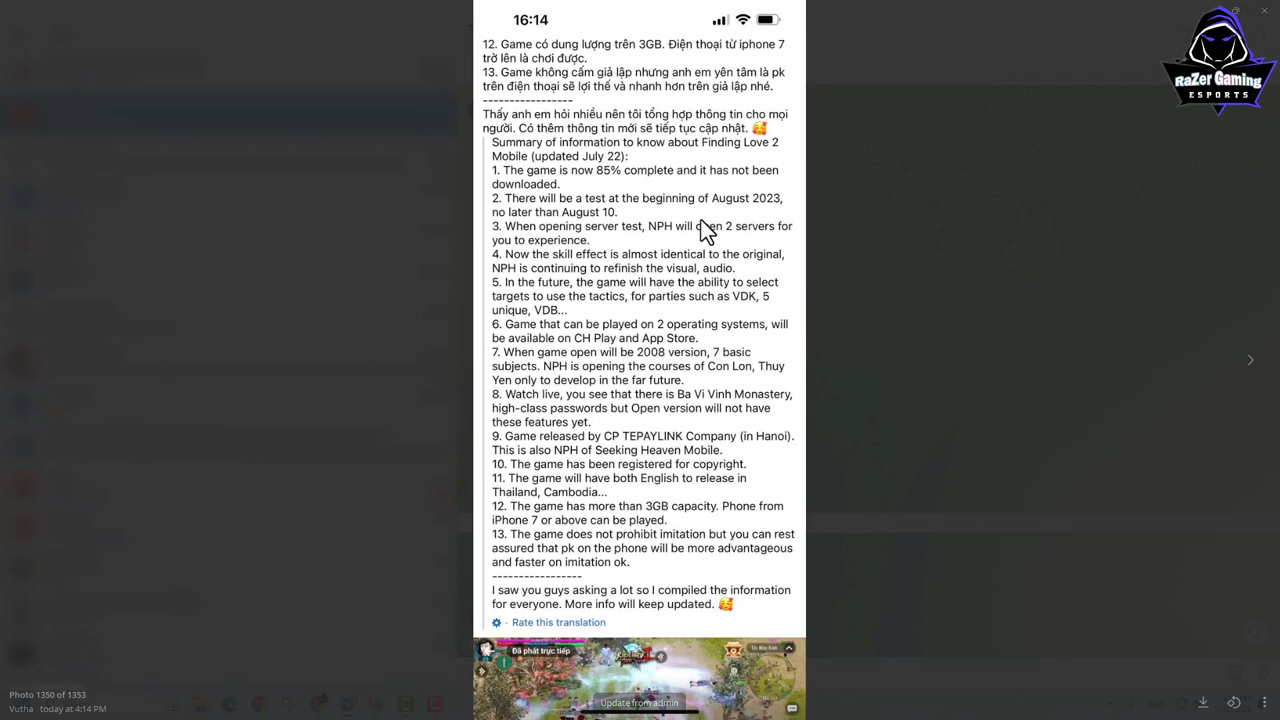 16:14
12. Game có dung lượng trên 3GB. Điện thoại từ iphone 7
trở lên là chơi được.
13. Game không cấm giả lập nhưng anh em yên tâm là pk
trên điện thoại sẽ lợi thế và nhanh hơn trên giả lập nhé.
-----------------
Thấy anh em hỏi nhiều nên tôi tổng hợp thông tin cho mọi
người. Có thêm thông tin mới sẽ tiếp tục cập nhật. 🥰
Summary of information to know about Finding Love 2
Mobile (updated July 22):
1. The game is now 85% complete and it has not been
downloaded.
2. There will be a test at the beginning of August 2023,
no later than August 10.
3. When opening server test, NPH will open 2 servers for
you to experience.
4. Now the skill effect is almost identical to the original,
NPH is continuing to refinish the visual, audio.
5. In the future, the game will have the ability to select
targets to use the tactics, for parties such as VDK, 5
unique, VDB...
6. Game that can be played on 2 operating systems, will
be available on CH Play and App Store.
7. When game open will be 2008 version, 7 basic
subjects. NPH is opening the courses of Con Lon, Thuy
Yen only to develop in the far future.
8. Watch live, you see that there is Ba Vi Vinh Monastery,
high-class passwords but Open version will not have
these features yet.
9. Game released by CP TEPAYLINK Company (in Hanoi).
This is also NPH of Seeking Heaven Mobile.
10. The game has been registered for copyright.
11. The game will have both English to release in
Thailand, Cambodia...
12. The game has more than 3GB capacity. Phone from
iPhone 7 or above can be played.
13. The game does not prohibit imitation but you can rest
assured that pk on the phone will be more advantageous
and faster on imitation ok.
-----------------
I saw you guys asking a lot so I compiled the information
for everyone. More info will keep updated. 🥰
· Rate this translation
Đã phát trực tiếp
Update from admin
RaZer Gaming
ESPORTS
Photo 1350 of 1353
Vutha today at 4:14 PM